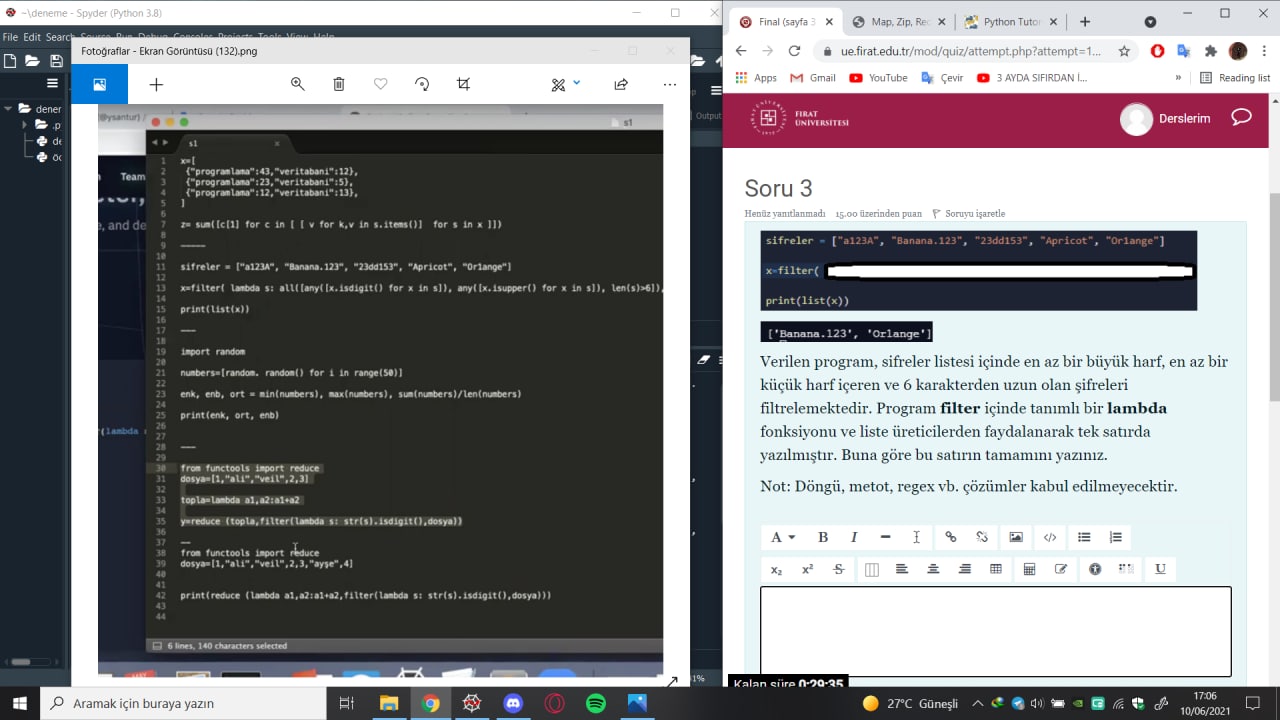 ~\deneme - Spyder (Python 3.8)
File Edit Search
Fotoğraflar - Ekran Görüntüsü (132).png
dener
.p
de
Output
@ysantur) /
s1
s1
Team
, and de
r(lambda
1 x=[
2 {"programlama":43,"veritabani":12},
3 {"programlama":23,"veritabani":5},
4 {"programlama":12,"veritabani":13},
5 ]
6
7 z= sum([c[1] for c in [ [ v for k,v in s.items()] for s in x ]])
8
9 -----
10
11 sifreler = ["a123A", "Banana.123", "23dd153", "Apricot", "Or1ange"]
12
13 x=filter( lambda s: all([any([x.isdigit() for x in s]), any([x.isupper() for x in s]), len(s)>6]),
14
15 print(list(x))
16
17 ---
18
19 import random
20
21 numbers=[random. random() for i in range(50)]
22
23 enk, enb, ort = min(numbers), max(numbers), sum(numbers)/len(numbers)
24
25 print(enk, ort, enb)
26
27
28 ---
29
30 from functools import reduce
31 dosya=[1,"ali","veil",2,3]
32
33 topla=lambda a1,a2:a1+a2
34
35 y=reduce (topla,filter(lambda s: str(s).isdigit(),dosya))
36
37 --
38 from functools import reduce
39 dosya=[1,"ali","veil",2,3,"ayşe",4]
40
41
42 print(reduce (lambda a1,a2:a1+a2,filter(lambda s: str(s).isdigit(),dosya)))
43
44
6 lines, 140 characters selected
Final (sayfa 3
Map, Zip, Re
Python Tutor
ue.firat.edu.tr/mod/quiz/attempt.php?attempt=1...
Apps Gmail YouTube Çevir 3 AYDA SIFIRDAN İ... » Reading list
FIRAT
ÜNİVERSİTESİ
Derslerim
Soru 3
Henüz yanıtlanmadı 15.00 üzerinden puan Soruyu işaretle
sifreler = ["a123A", "Banana.123", "23dd153", "Apricot", "Or1ange"]
x=filter(
print(list(x))
['Banana.123', 'Or1ange']
Verilen program, sifreler listesi içinde en az bir büyük harf, en az bir
küçük harf içeren ve 6 karakterden uzun olan şifreleri
filtrelemektedir. Program filter içinde tanımlı bir lambda
fonksiyonu ve liste üreticilerden faydalanarak tek satırda
yazılmıştır. Buna göre bu satırın tamamını yazınız.
Not: Döngü, metot, regex vb. çözümler kabul edilmeyecektir.
A B I
x₂ x² S U
Kalan süre 0:29:35
Aramak için buraya yazın
27°C Güneşli
17:06
10/06/2021